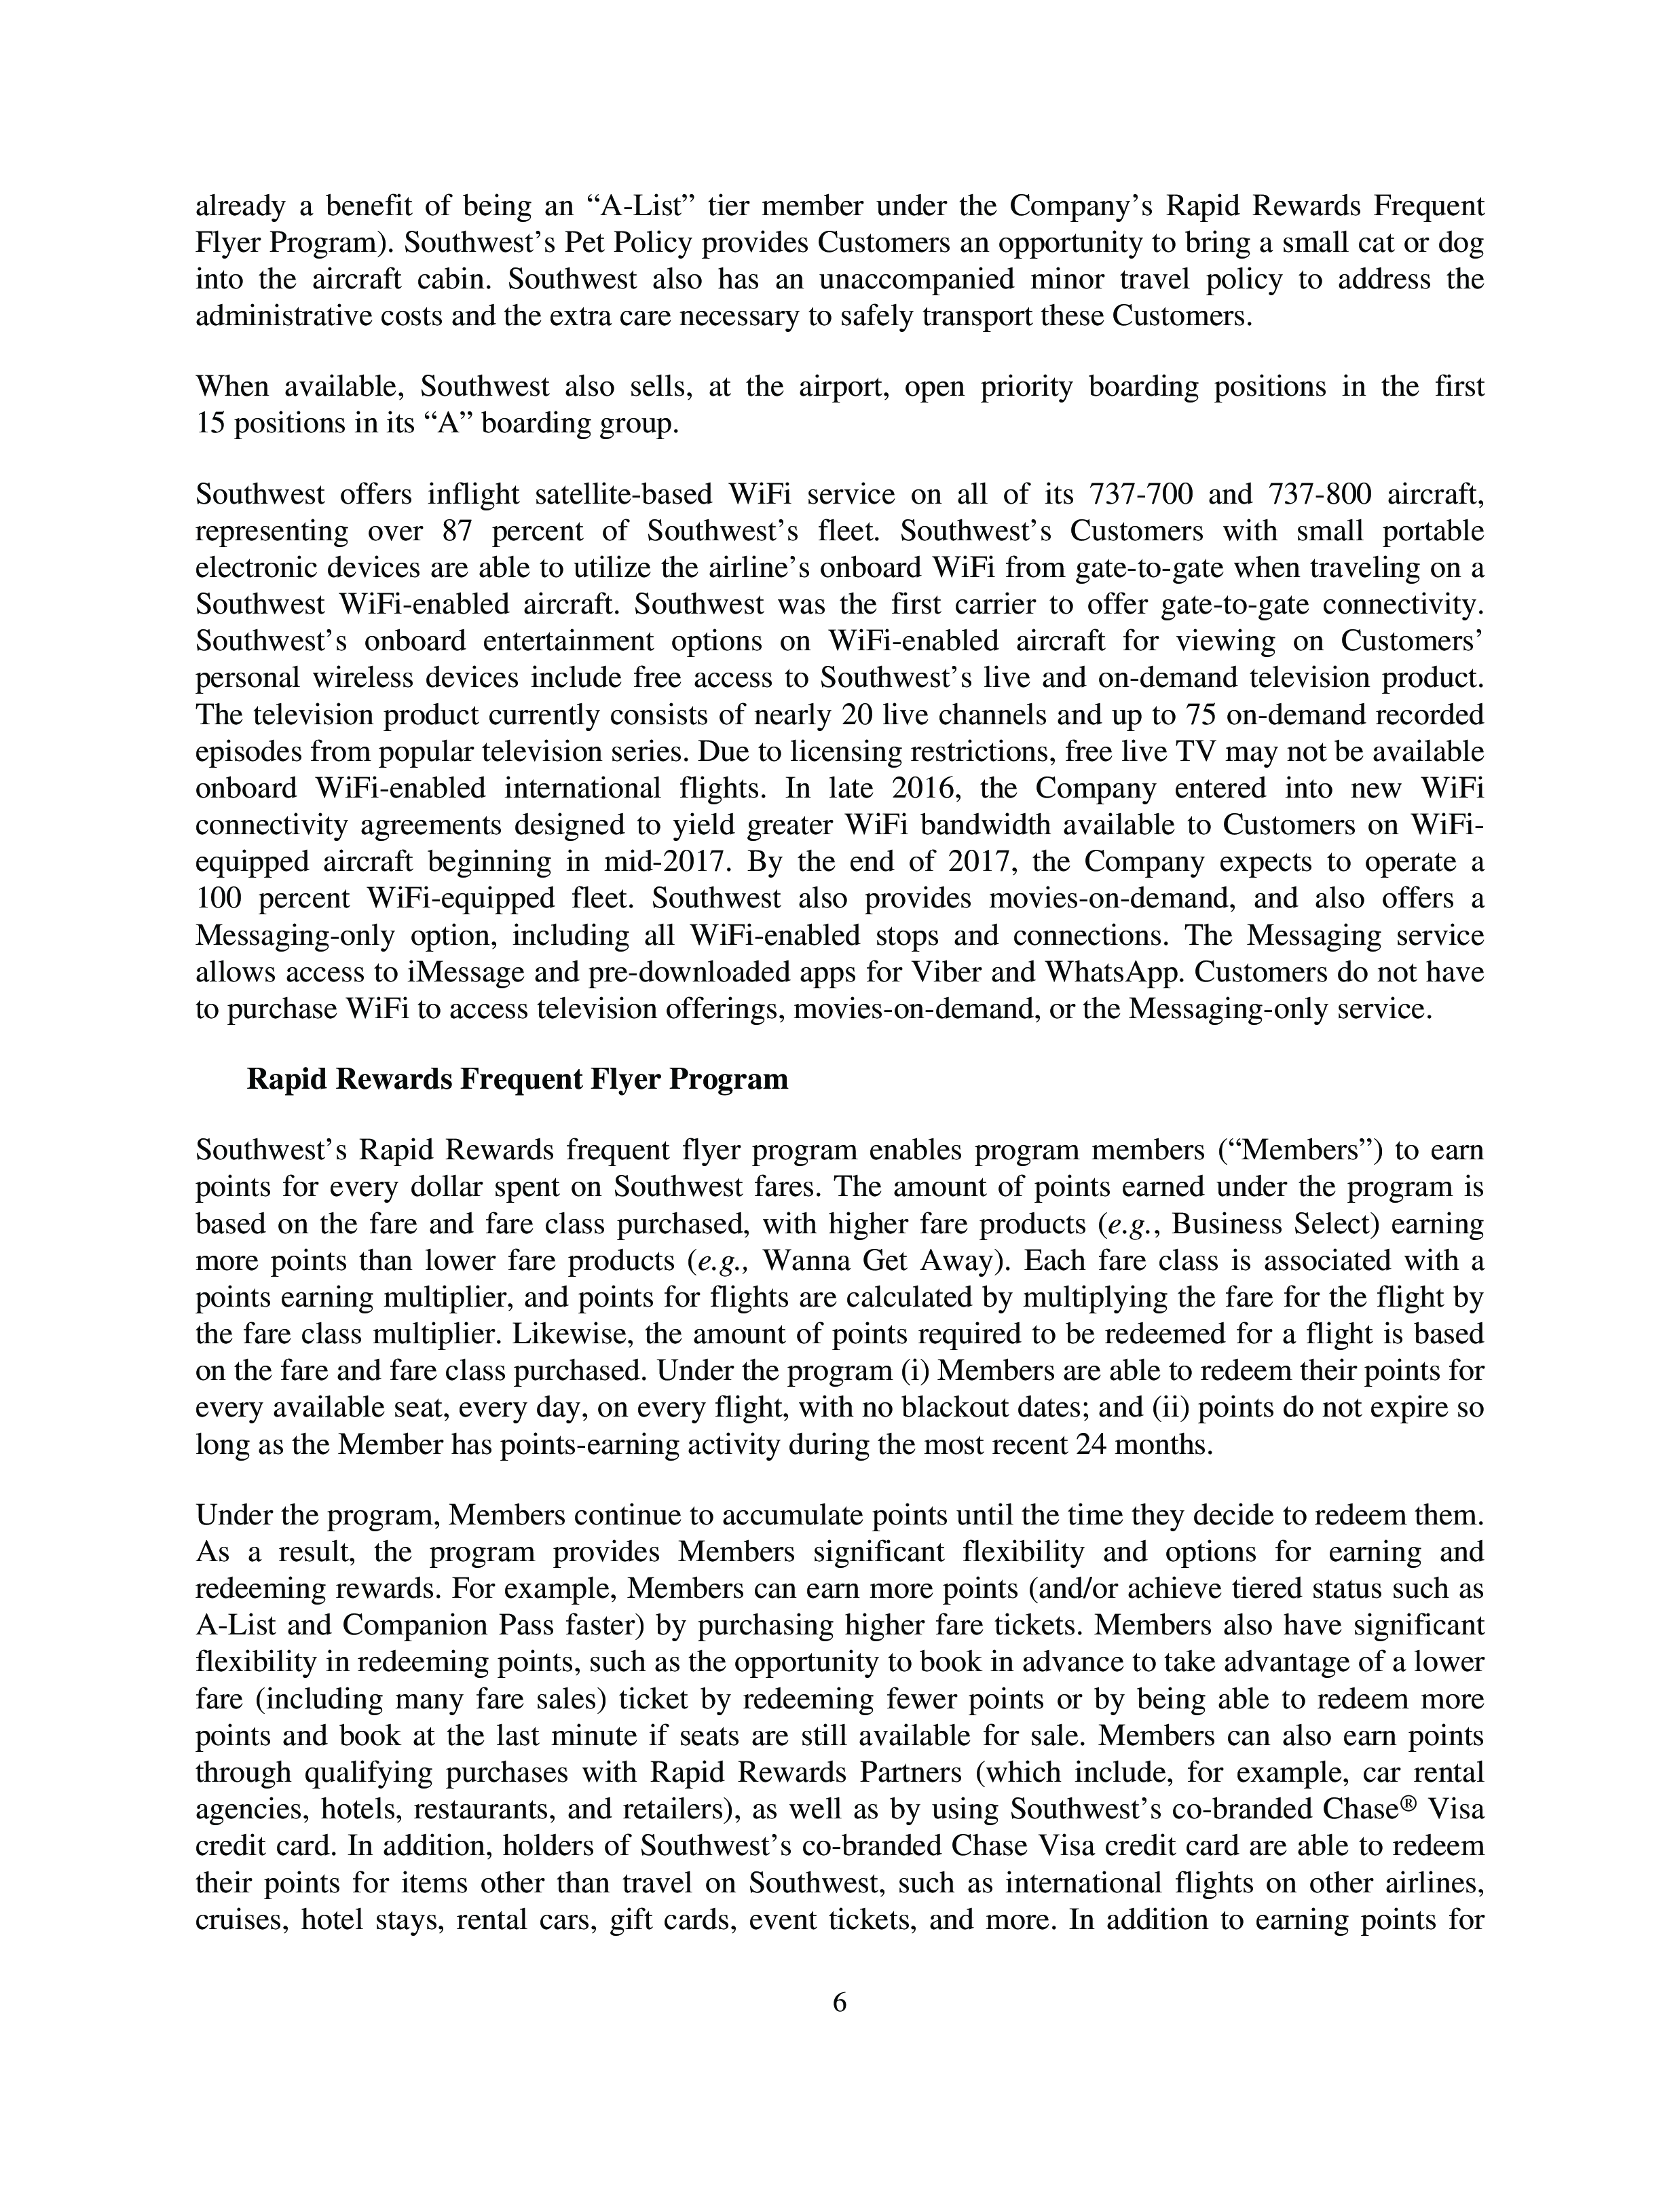 already a benefit of being an “A-List” tier member under the Company’s Rapid Rewards Frequent
Flyer Program). Southwest’s Pet Policy provides Customers an opportunity to bring a small cat or dog
into the aircraft cabin. Southwest also has an unaccompanied minor travel policy to address the
administrative costs and the extra care necessary to safely transport these Customers.
When available, Southwest also sells, at the airport, open priority boarding positions in the first
15 positions in its “A” boarding group.
Southwest offers inflight satellite-based WiFi service on all of its 737-700 and 737-800 aircraft,
representing over 87 percent of Southwest’s fleet. Southwest’s Customers with small portable
electronic devices are able to utilize the airline’s onboard WiFi from gate-to-gate when traveling on a
Southwest WiFi-enabled aircraft. Southwest was the first carrier to offer gate-to-gate connectivity.
Southwest’s onboard entertainment options on WiFi-enabled aircraft for viewing on Customers’
personal wireless devices include free access to Southwest’s live and on-demand television product.
The television product currently consists of nearly 20 live channels and up to 75 on-demand recorded
episodes from popular television series. Due to licensing restrictions, free live TV may not be available
onboard WiFi-enabled international flights. In late 2016, the Company entered into new WiFi
connectivity agreements designed to yield greater WiFi bandwidth available to Customers on WiFi-
equipped aircraft beginning in mid-2017. By the end of 2017, the Company expects to operate a
100 percent WiFi-equipped fleet. Southwest also provides movies-on-demand, and also offers a
Messaging-only option, including all WiFi-enabled stops and connections. The Messaging service
allows access to iMessage and pre-downloaded apps for Viber and WhatsApp. Customers do not have
to purchase WiFi to access television offerings, movies-on-demand, or the Messaging-only service.
Rapid Rewards Frequent Flyer Program
Southwest’s Rapid Rewards frequent flyer program enables program members (“Members”) to earn
points for every dollar spent on Southwest fares. The amount of points earned under the program is
based on the fare and fare class purchased, with higher fare products (e.g., Business Select) earning
more points than lower fare products (e.g., Wanna Get Away). Each fare class is associated with a
points earning multiplier, and points for flights are calculated by multiplying the fare for the flight by
the fare class multiplier. Likewise, the amount of points required to be redeemed for a flight is based
on the fare and fare class purchased. Under the program (i) Members are able to redeem their points for
every available seat, every day, on every flight, with no blackout dates; and (ii) points do not expire so
long as the Member has points-earning activity during the most recent 24 months.
Under the program, Members continue to accumulate points until the time they decide to redeem them.
As a result, the program provides Members significant flexibility and options for earning and
redeeming rewards. For example, Members can earn more points (and/or achieve tiered status such as
A-List and Companion Pass faster) by purchasing higher fare tickets. Members also have significant
flexibility in redeeming points, such as the opportunity to book in advance to take advantage of a lower
fare (including many fare sales) ticket by redeeming fewer points or by being able to redeem more
points and book at the last minute if seats are still available for sale. Members can also earn points
through qualifying purchases with Rapid Rewards Partners (which include, for example, car rental
agencies, hotels, restaurants, and retailers), as well as by using Southwest’s co-branded Chase® Visa
credit card. In addition, holders of Southwest’s co-branded Chase Visa credit card are able to redeem
their points for items other than travel on Southwest, such as international flights on other airlines,
cruises, hotel stays, rental cars, gift cards, event tickets, and more. In addition to earning points for
6